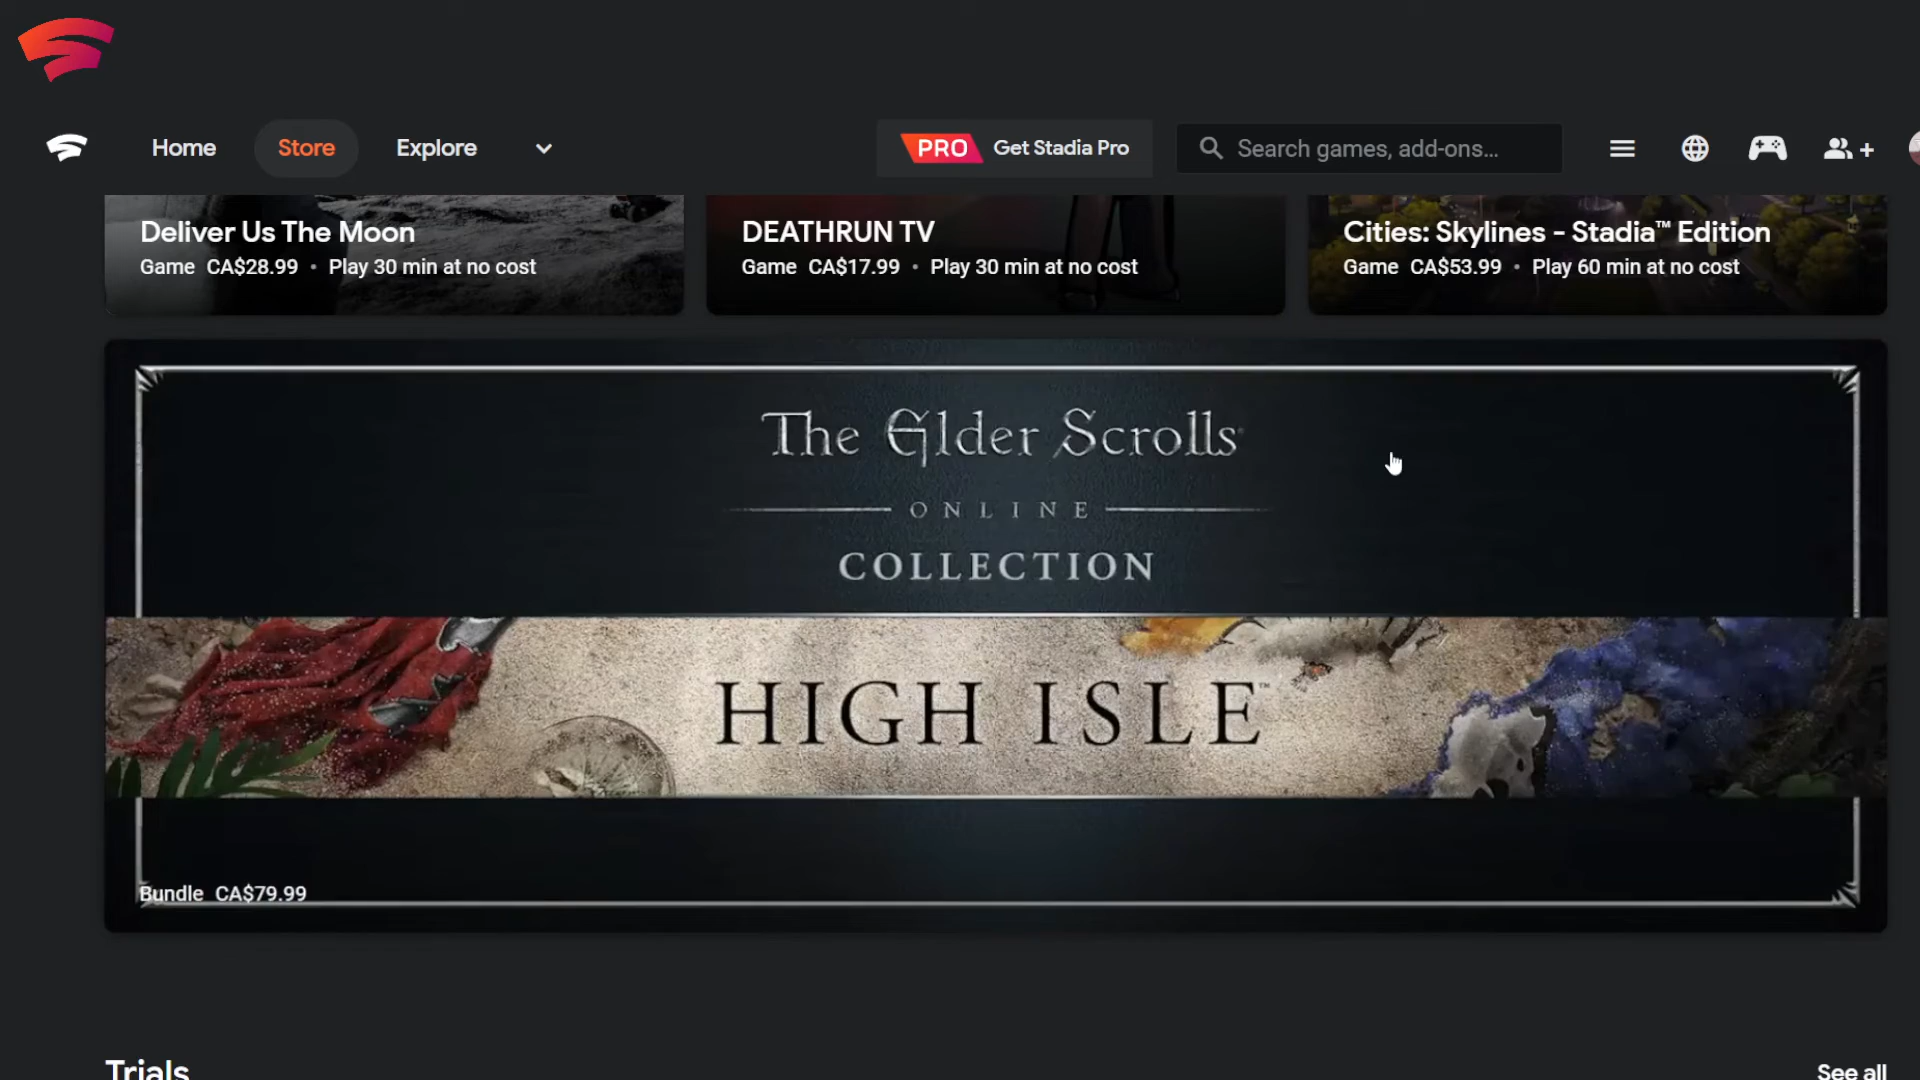 Home Store Explore PRO Get Stadia Pro Search games, add-ons...
Deliver Us The Moon
Game CA$28.99 • Play 30 min at no cost
DEATHRUN TV
Game CA$17.99 • Play 30 min at no cost
Cities: Skylines - Stadia™ Edition
Game CA$53.99 • Play 60 min at no cost
The Elder Scrolls
ONLINE
COLLECTION
HIGH ISLE™
Bundle CA$79.99
Trials See all